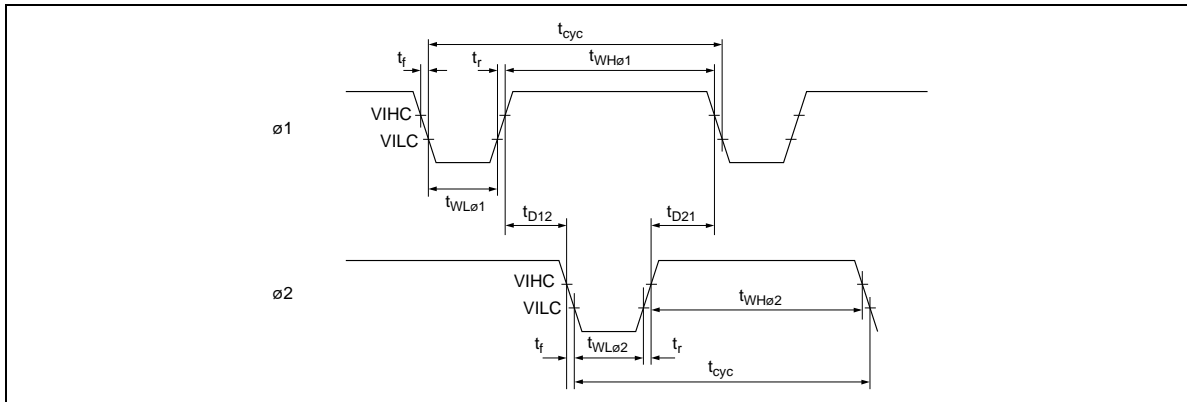 tcyc
tf
tr
tWHø1
VIHC
ø1
VILC
tWLø1
tD12
tD21
VIHC
ø2
VILC
tWHø2
tf
tWLø2
tr
tcyc